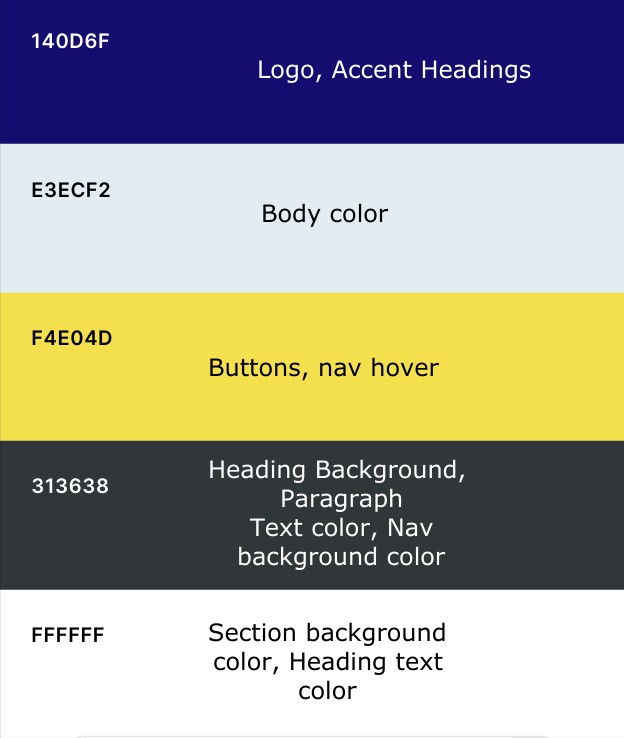 140D6F
Logo, Accent Headings
E3ECF2
Body color
F4E04D
Buttons, nav hover
313638
Heading Background,
Paragraph
Text color, Nav
background color
FFFFFF
Section background
color, Heading text
color